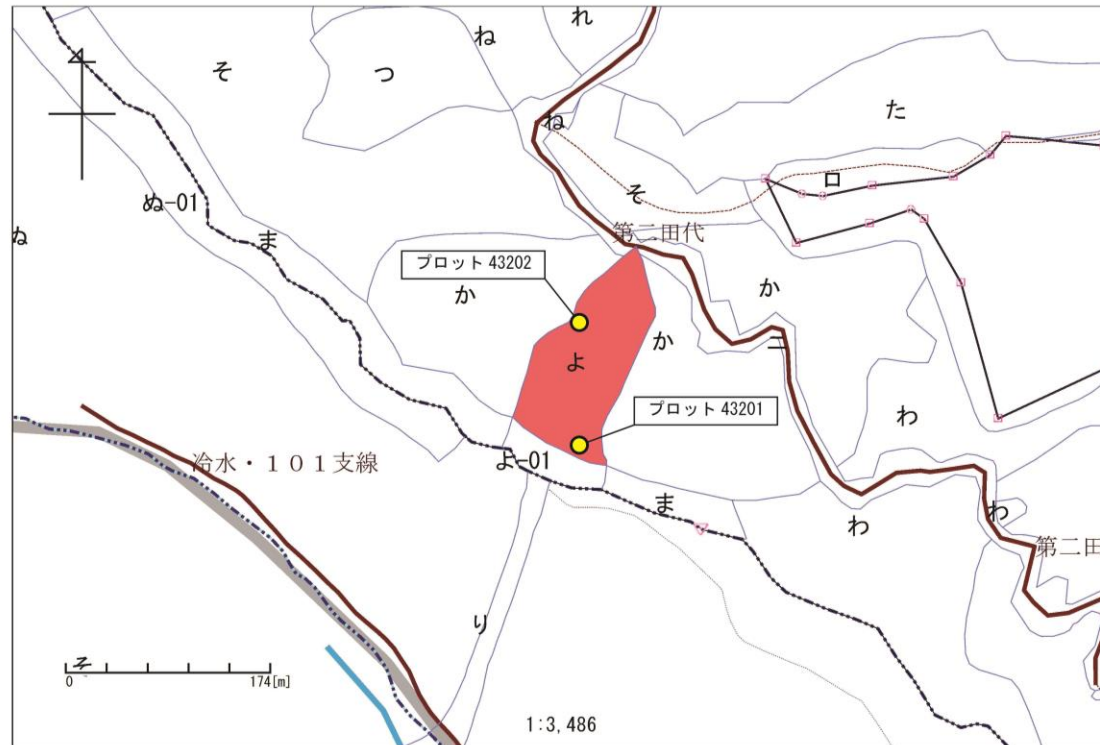 れ
ね
そ
つ
た
ね
ロ
そ
ぬ-01
ぬ
ま
第二田代
プロット 43202
か
か
か
ニ
よ
プロット 43201
わ
冷水・101支線
よ-01
ま
わ
わ
第二田
り
そ
0
174[m]
1:3,486